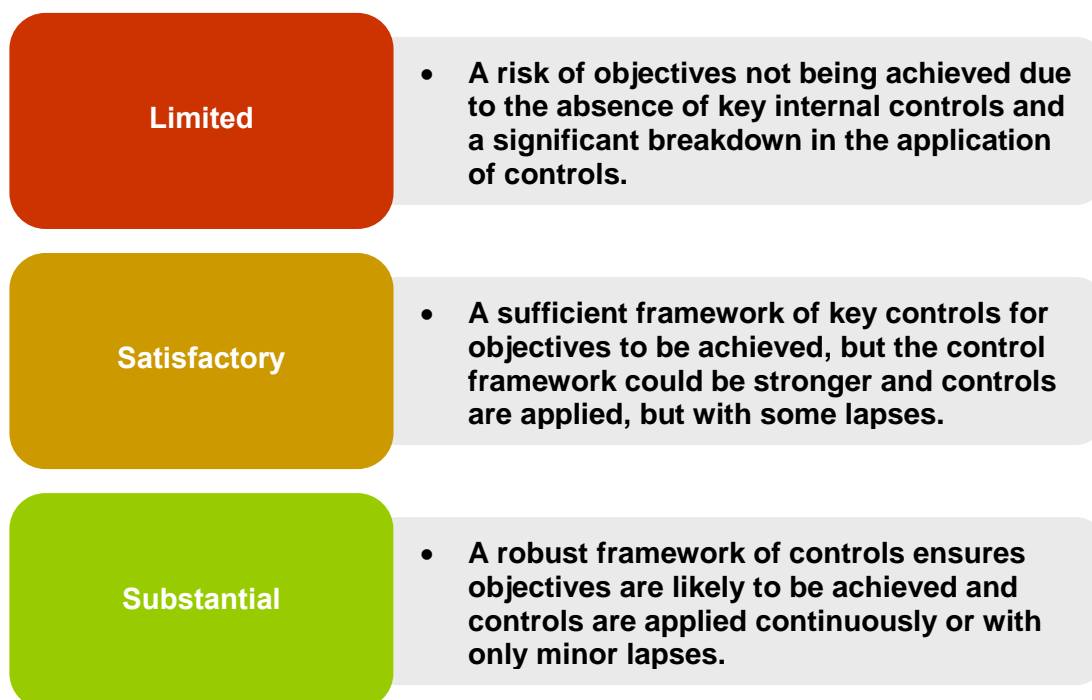 Limited
• A risk of objectives not being achieved due
to the absence of key internal controls and
a significant breakdown in the application
of controls.
Satisfactory
• A sufficient framework of key controls for
objectives to be achieved, but the control
framework could be stronger and controls
are applied, but with some lapses.
Substantial
• A robust framework of controls ensures
objectives are likely to be achieved and
controls are applied continuously or with
only minor lapses.